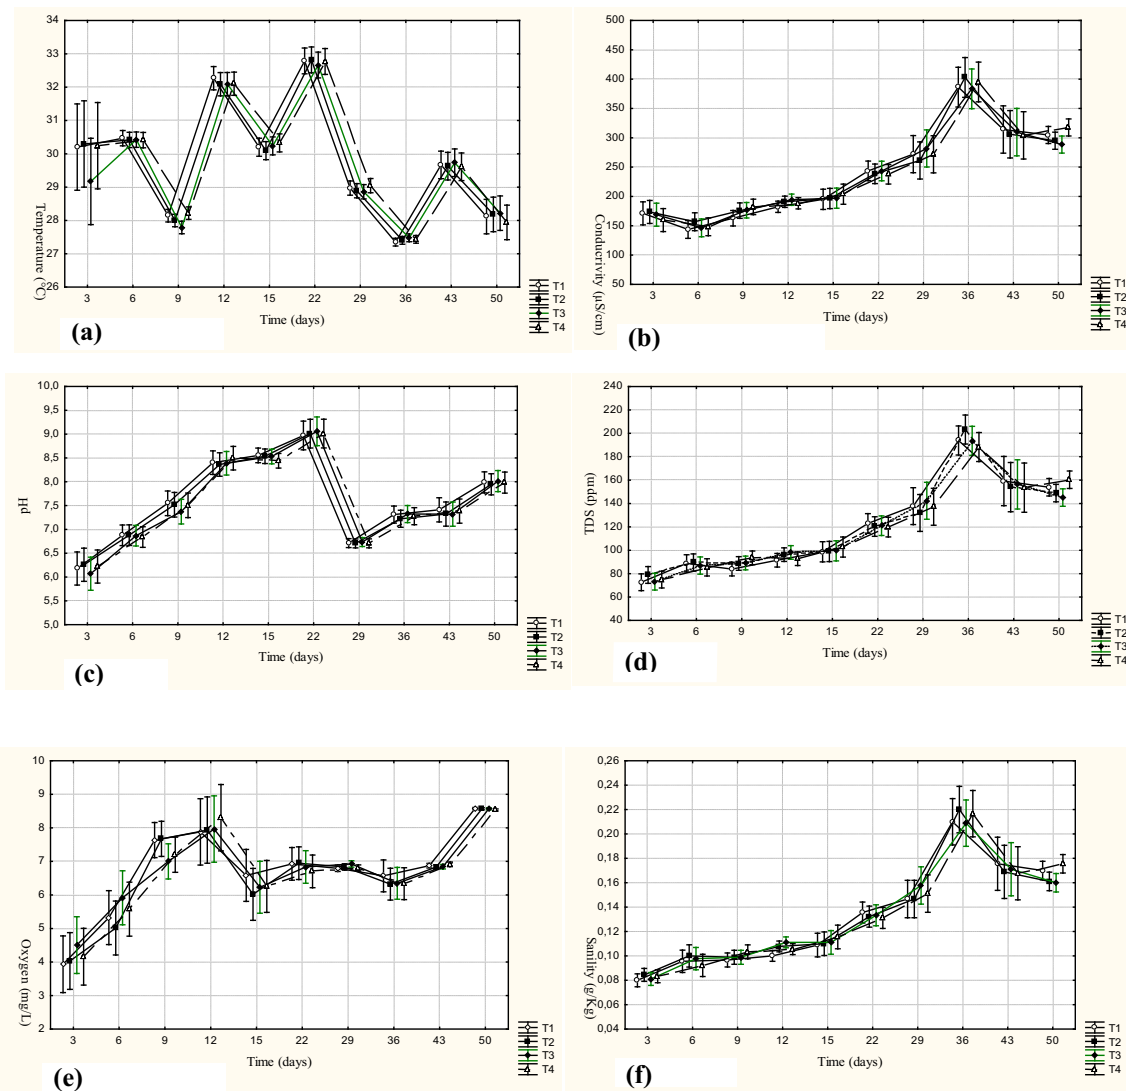 34
33
32
31
30
29
28
27
26
Temperature (°C)
3 6 9 12 15 22 29 36 43 50
Time (days)
T1
T2
T3
T4
(a)
500
450
400
350
300
250
200
150
100
50
Conducrivity (µS/cm)
3 6 9 12 15 22 29 36 43 50
Time (days)
T1
T2
T3
T4
(b)
10,0
9,5
9,0
8,5
8,0
7,5
7,0
6,5
6,0
5,5
5,0
pH
3 6 9 12 15 22 29 36 43 50
Time (days)
T1
T2
T3
T4
(c)
240
220
200
180
160
140
120
100
80
60
40
TDS (ppm)
3 6 9 12 15 22 29 36 43 50
Time (days)
T1
T2
T3
T4
(d)
10
9
8
7
6
5
4
3
2
Oxygen (mg/L)
3 6 9 12 15 22 29 36 43 50
Time (days)
T1
T2
T3
T4
(e)
0,26
0,24
0,22
0,20
0,18
0,16
0,14
0,12
0,10
0,08
0,06
0,04
Sanility (g/Kg)
3 6 9 12 15 22 29 36 43 50
Time (days)
T1
T2
T3
T4
(f)